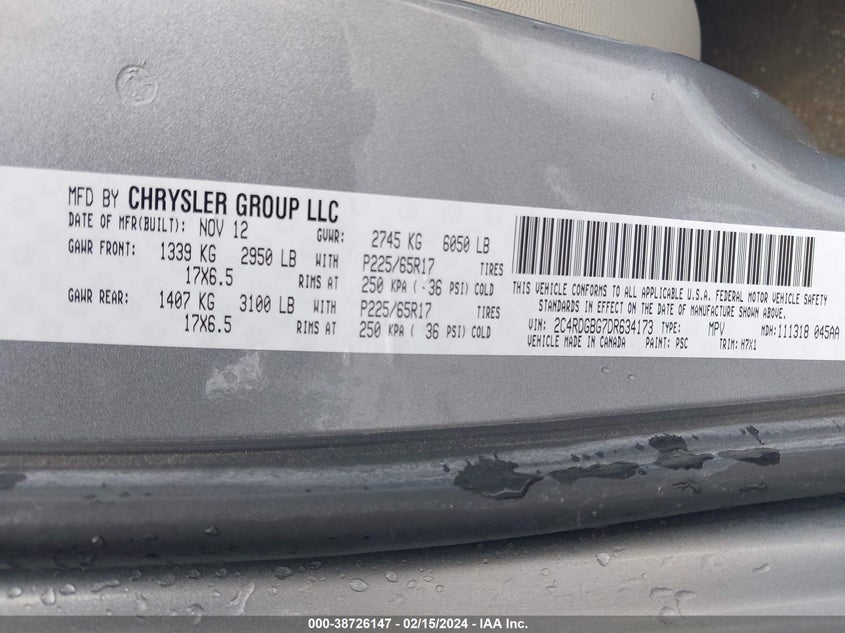 MFD BY CHRYSLER GROUP LLC
DATE OF MFR(BUILT): NOV 12 GVWR: 2745 KG 6050 LB
GAWR FRONT: 1339 KG 2950 LB WITH P225/65R17 TIRES
17X6.5 RIMS AT 250 KPA ( 36 PSI) COLD
GAWR REAR: 1407 KG 3100 LB WITH P225/65R17 TIRES
17X6.5 RIMS AT 250 KPA ( 36 PSI) COLD
THIS VEHICLE CONFORMS TO ALL APPLICABLE U.S.A. FEDERAL MOTOR VEHICLE SAFETY
STANDARDS IN EFFECT ON THE DATE OF MANUFACTURE SHOWN ABOVE.
VIN: 2C4RDGBG7DR634173 TYPE: MPV MDH: 111318 045AA
VEHICLE MADE IN CANADA PAINT: PSC TRIM: H7X1
000-38726147 - 02/15/2024 - IAA Inc.